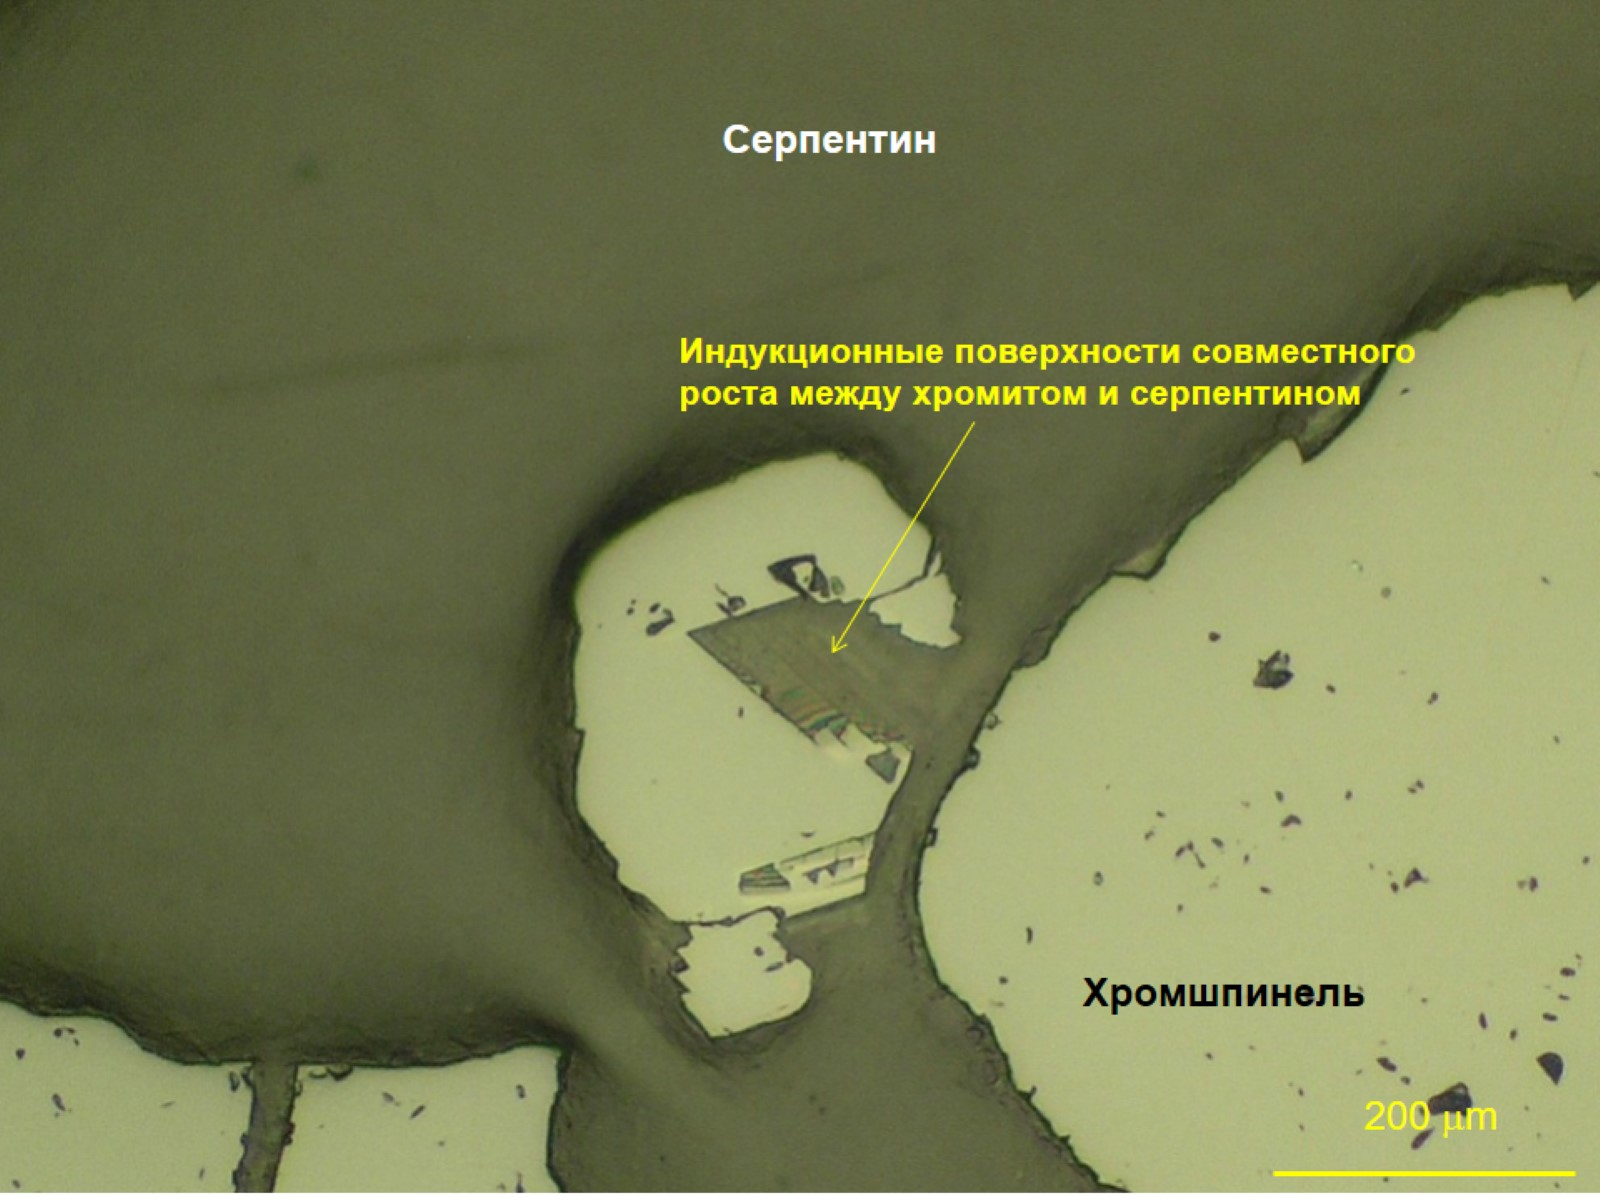 Серпентин
Индукционные поверхности совместного
роста между хромитом и серпентином
Хромшпинель
200 μm